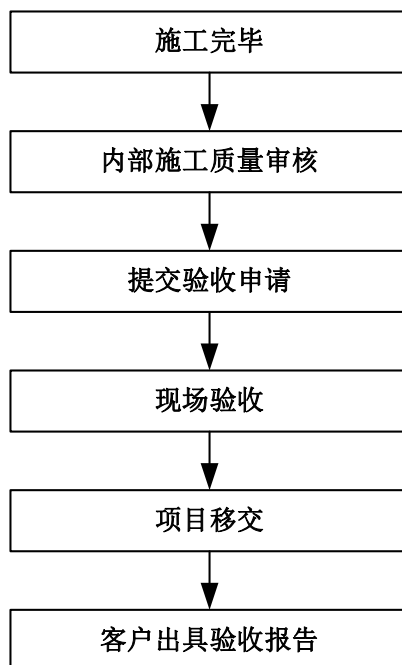 施工完毕
内部施工质量审核
提交验收申请
现场验收
项目移交
客户出具验收报告